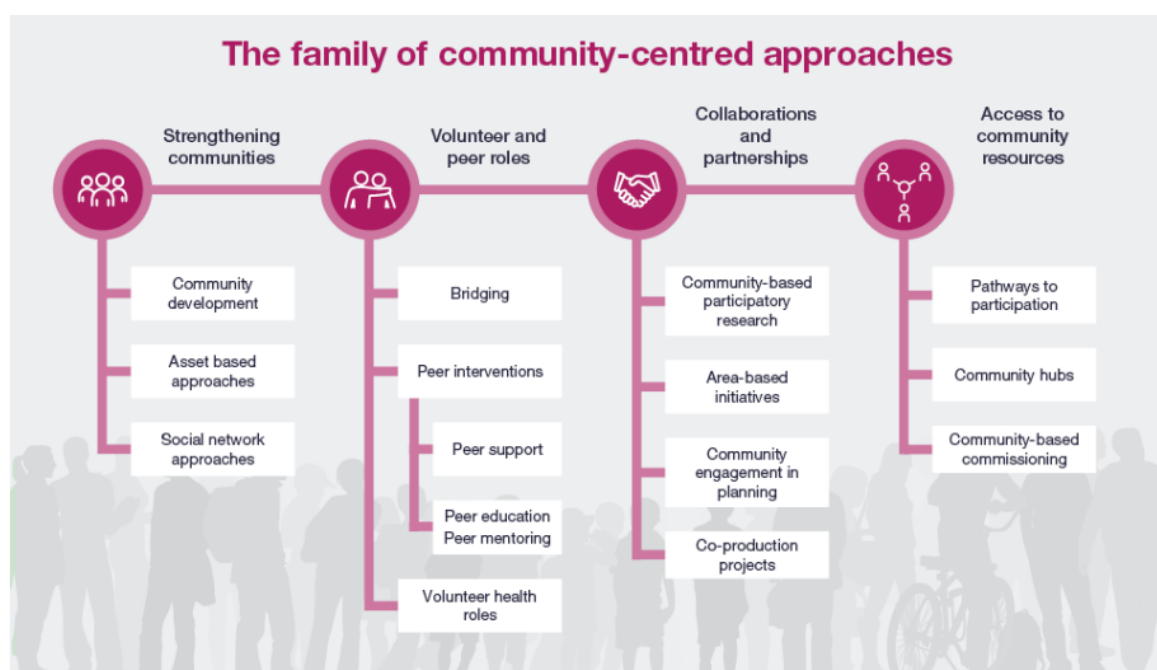 The family of community-centred approaches
Strengthening
communities
Community
development
Asset based
approaches
Social network
approaches
Volunteer and
peer roles
Bridging
Peer interventions
Peer support
Peer education
Peer mentoring
Volunteer health
roles
Collaborations
and
partnerships
Community-based
participatory
research
Area-based
initiatives
Community
engagement in
planning
Co-production
projects
Access to
community
resources
Pathways to
participation
Community hubs
Community-based
commissioning